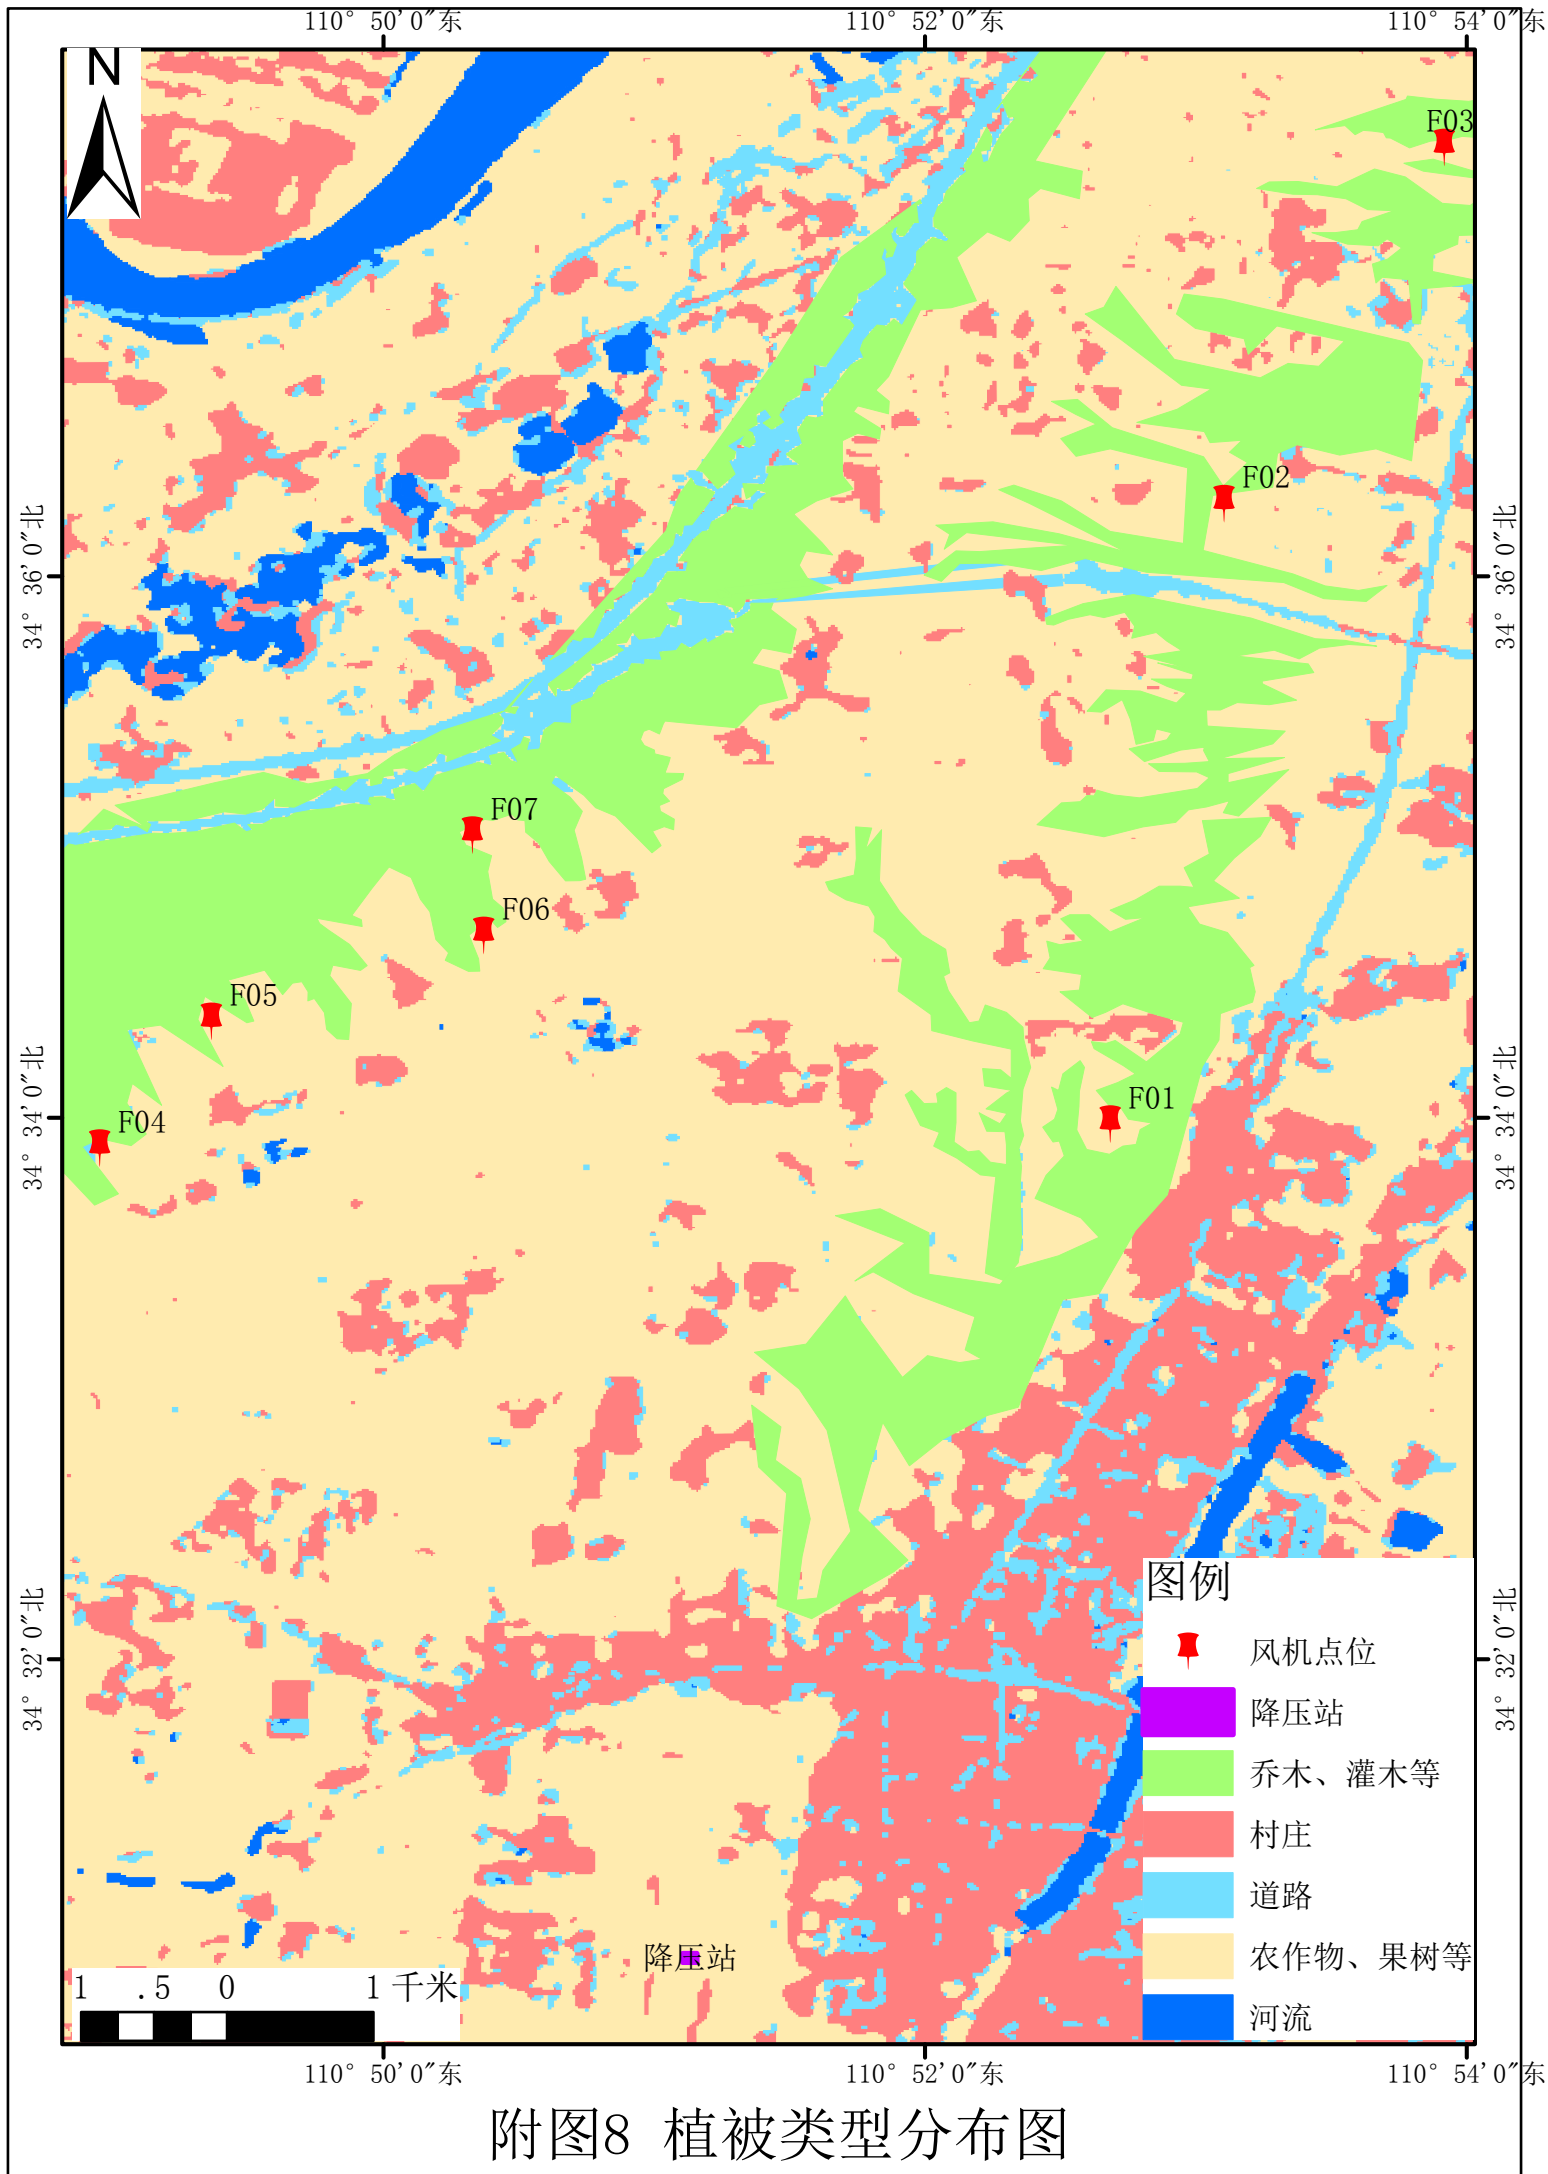 110° 50′ 0″东
110° 52′ 0″东
110° 54′ 0″东
N
F03
F02
34° 36′ 0″北
34° 36′ 0″北
F07
F06
F05
34° 34′ 0″北
34° 34′ 0″北
F01
F04
图例
风机点位
34° 32′ 0″北
34° 32′ 0″北
降压站
乔木、灌木等
村庄
道路
农作物、果树等
降压站
1 .5 0 1 千米
河流
110° 50′ 0″东
110° 52′ 0″东
110° 54′ 0″东
附图8 植被类型分布图